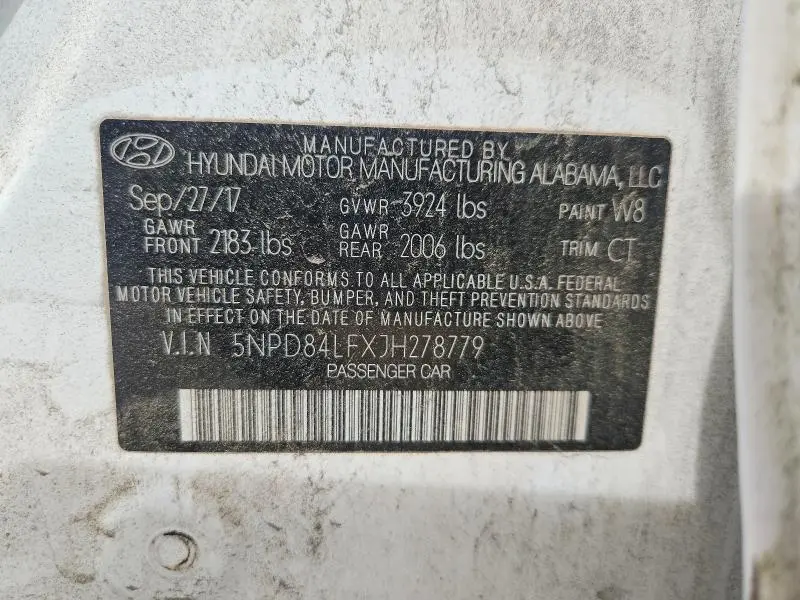 MANUFACTURED BY
HYUNDAI MOTOR MANUFACTURING ALABAMA, LLC
Sep/27/17 GVWR 3924 lbs PAINT W8
GAWR FRONT 2183 lbs GAWR REAR 2006 lbs TRIM CT
THIS VEHICLE CONFORMS TO ALL APPLICABLE U.S.A. FEDERAL
MOTOR VEHICLE SAFETY, BUMPER, AND THEFT PREVENTION STANDARDS
IN EFFECT ON THE DATE OF MANUFACTURE SHOWN ABOVE.
V.I.N 5NPD84LFXJH278779
PASSENGER CAR